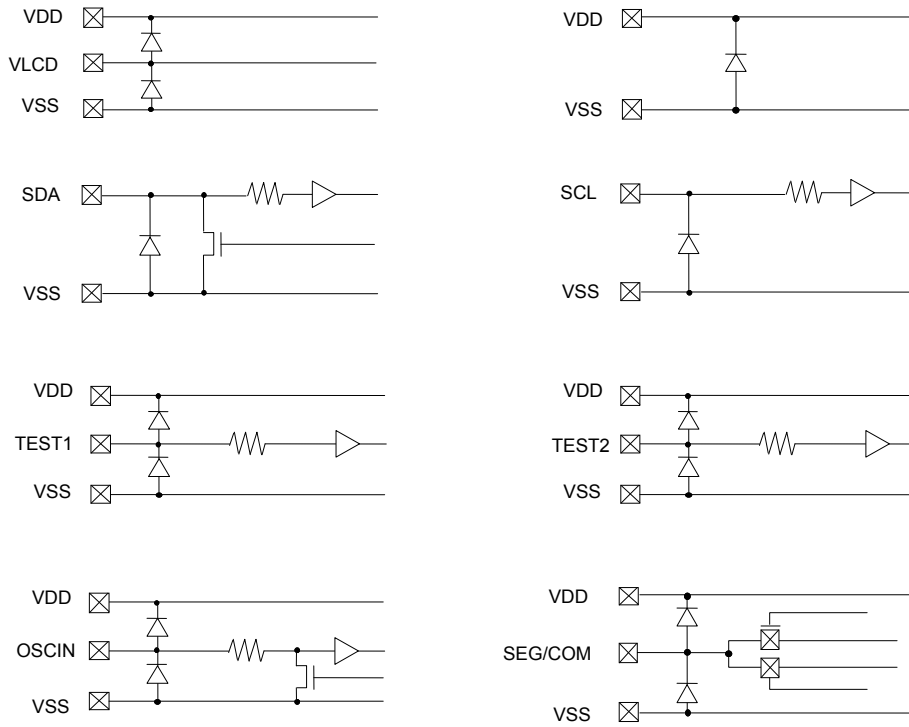 VDD
VLCD
VSS
VDD
VSS
SDA
VSS
SCL
VSS
VDD
TEST1
VSS
VDD
TEST2
VSS
VDD
OSCIN
VSS
VDD
SEG/COM
VSS